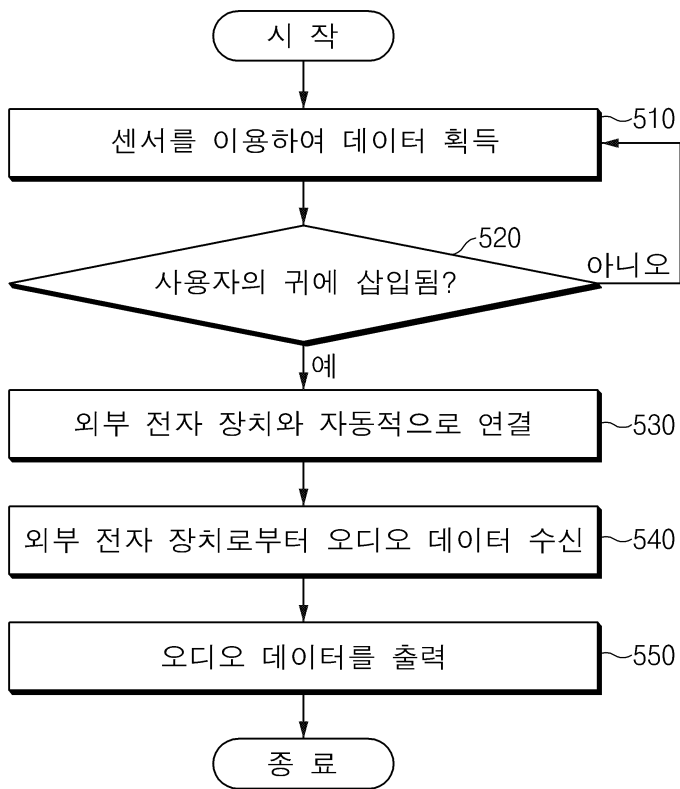 시 작
센서를 이용하여 데이터 획득
510
사용자의 귀에 삽입됨?
520
아니오
예
외부 전자 장치와 자동적으로 연결
530
외부 전자 장치로부터 오디오 데이터 수신
540
오디오 데이터를 출력
550
종 료